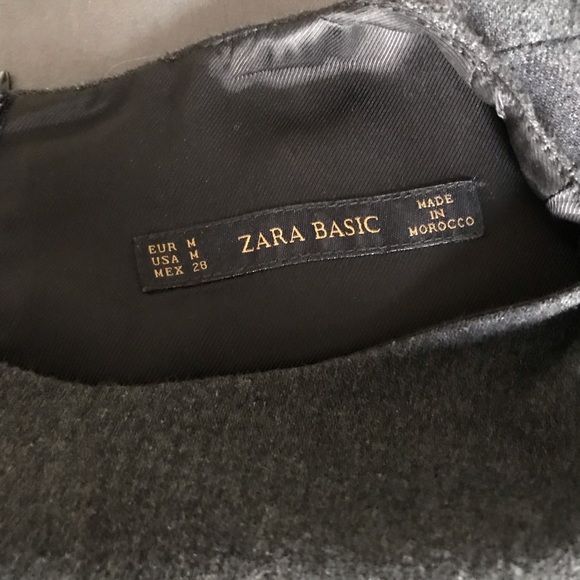 EUR M
USA M
MEX 28
ZARA BASIC
MADE
IN
MOROCCO